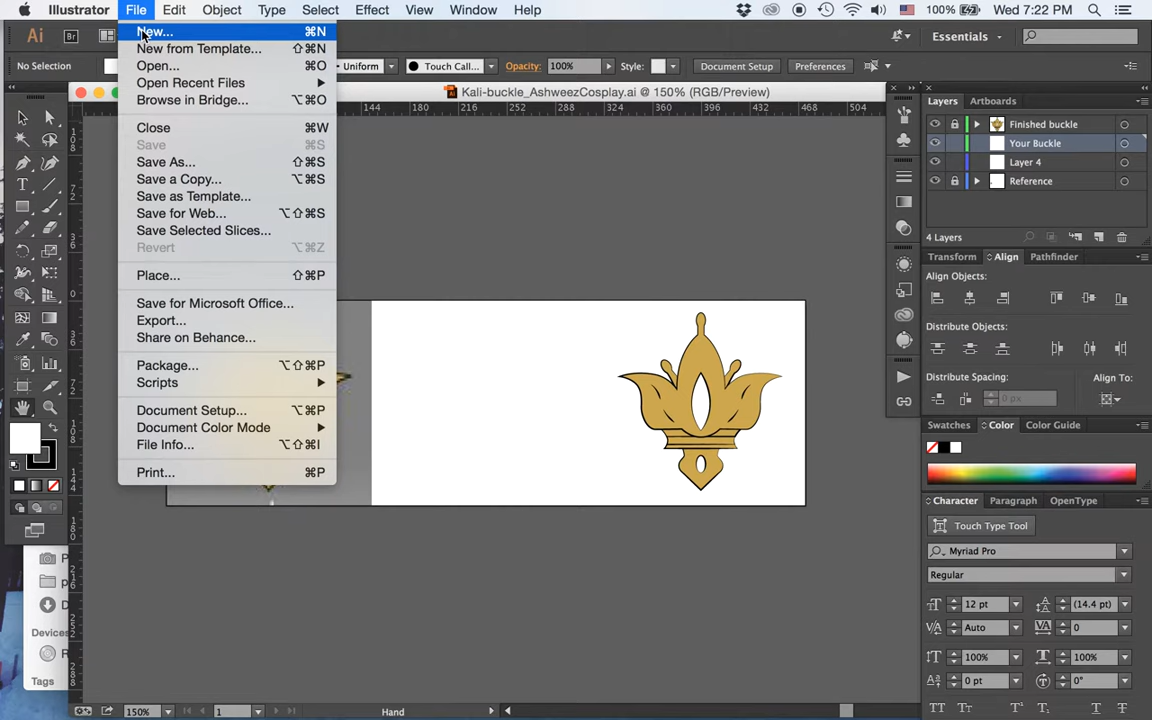 Illustrator File Edit Object Type Select Effect View Window Help 100% Wed 7:22 PM
Ai Br Essentials
No Selection Uniform Touch Call... Opacity: 100% Style: Document Setup Preferences
Kali-buckle_AshweezCosplay.ai @ 150% (RGB/Preview)
144 180 216 252 288 324 360 396 432 468 504
New... ⌘N
New from Template... ⇧⌘N
Open... ⌘O
Open Recent Files
Browse in Bridge... ⌥⌘O
Close ⌘W
Save ⌘S
Save As... ⇧⌘S
Save a Copy... ⌥⌘S
Save as Template...
Save for Web... ⌥⇧⌘S
Save Selected Slices...
Revert ⌥⌘Z
Place... ⇧⌘P
Save for Microsoft Office...
Export...
Share on Behance...
Package... ⌥⇧⌘P
Scripts
Document Setup... ⌥⌘P
Document Color Mode
File Info... ⌥⇧⌘I
Print... ⌘P
Layers Artboards
Finished buckle
Your Buckle
Layer 4
Reference
4 Layers
Transform Align Pathfinder
Align Objects:
Distribute Objects:
Distribute Spacing: Align To:
0 px
Swatches Color Color Guide
Character Paragraph OpenType
Touch Type Tool
Myriad Pro
Regular
12 pt (14.4 pt)
Auto 0
100% 100%
0 pt 0°
Devices
Tags
150% 1 Hand